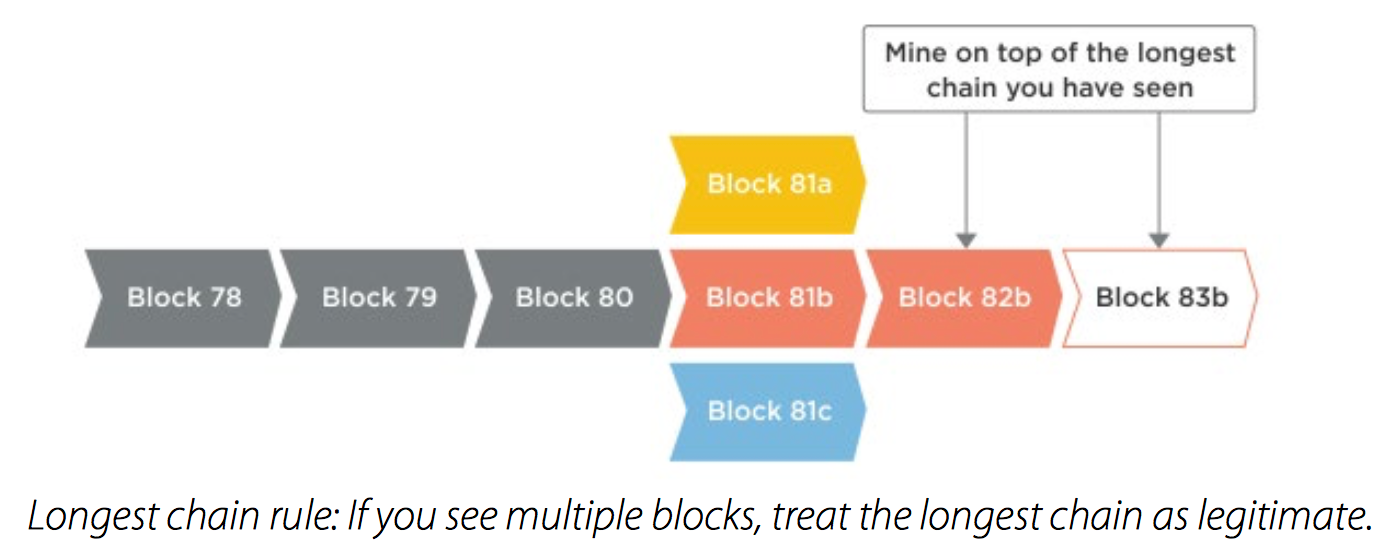 Mine on top of the longest
chain you have seen
Block 81a
Block 78
Block 79
Block 80
Block 81b
Block 82b
Block 83b
Block 81c
Longest chain rule: If you see multiple blocks, treat the longest chain as legitimate.